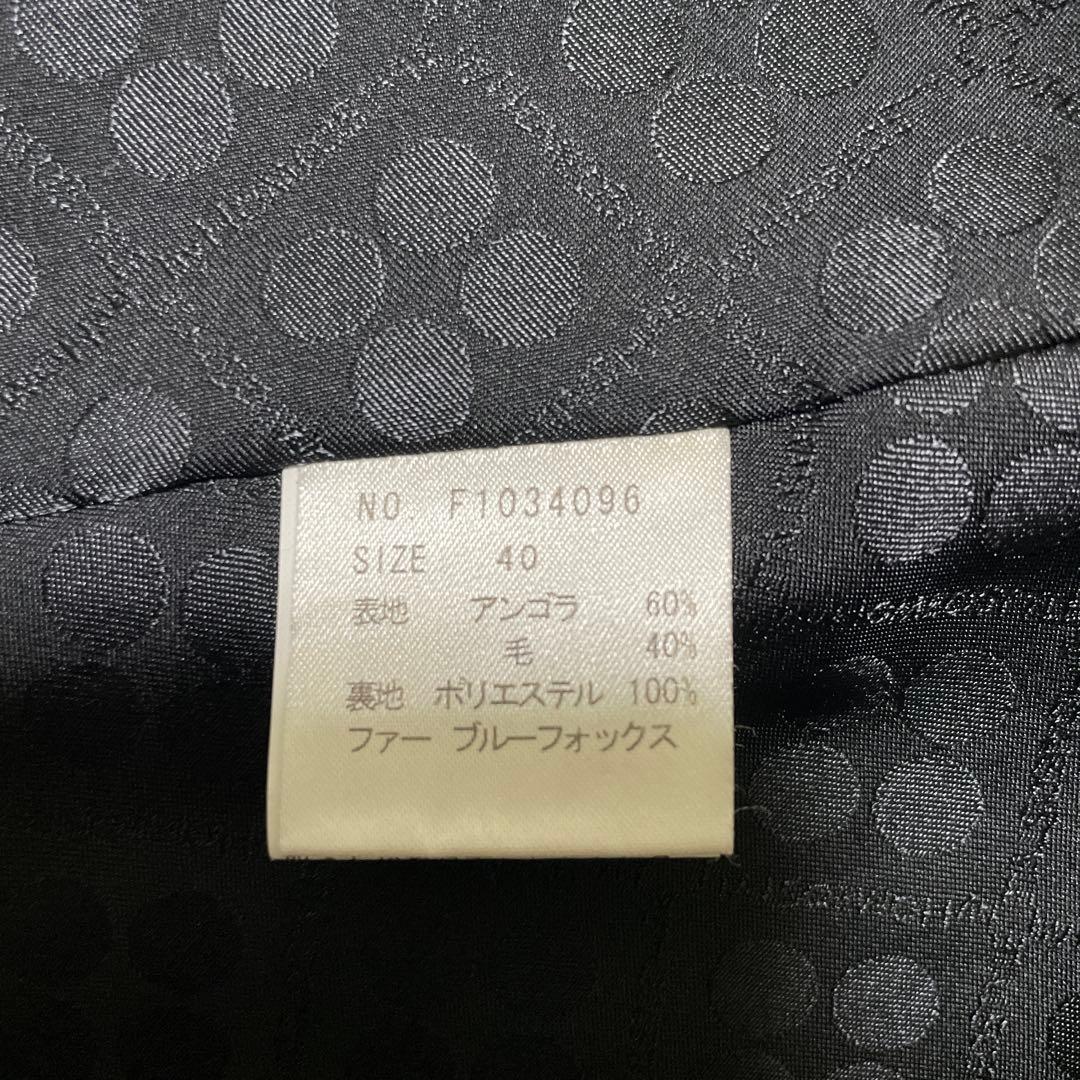 NO. F1034096
SIZE 40
表地 アンゴラ 60%
毛 40%
裏地 ポリエステル 100%
ファー ブルーフォックス